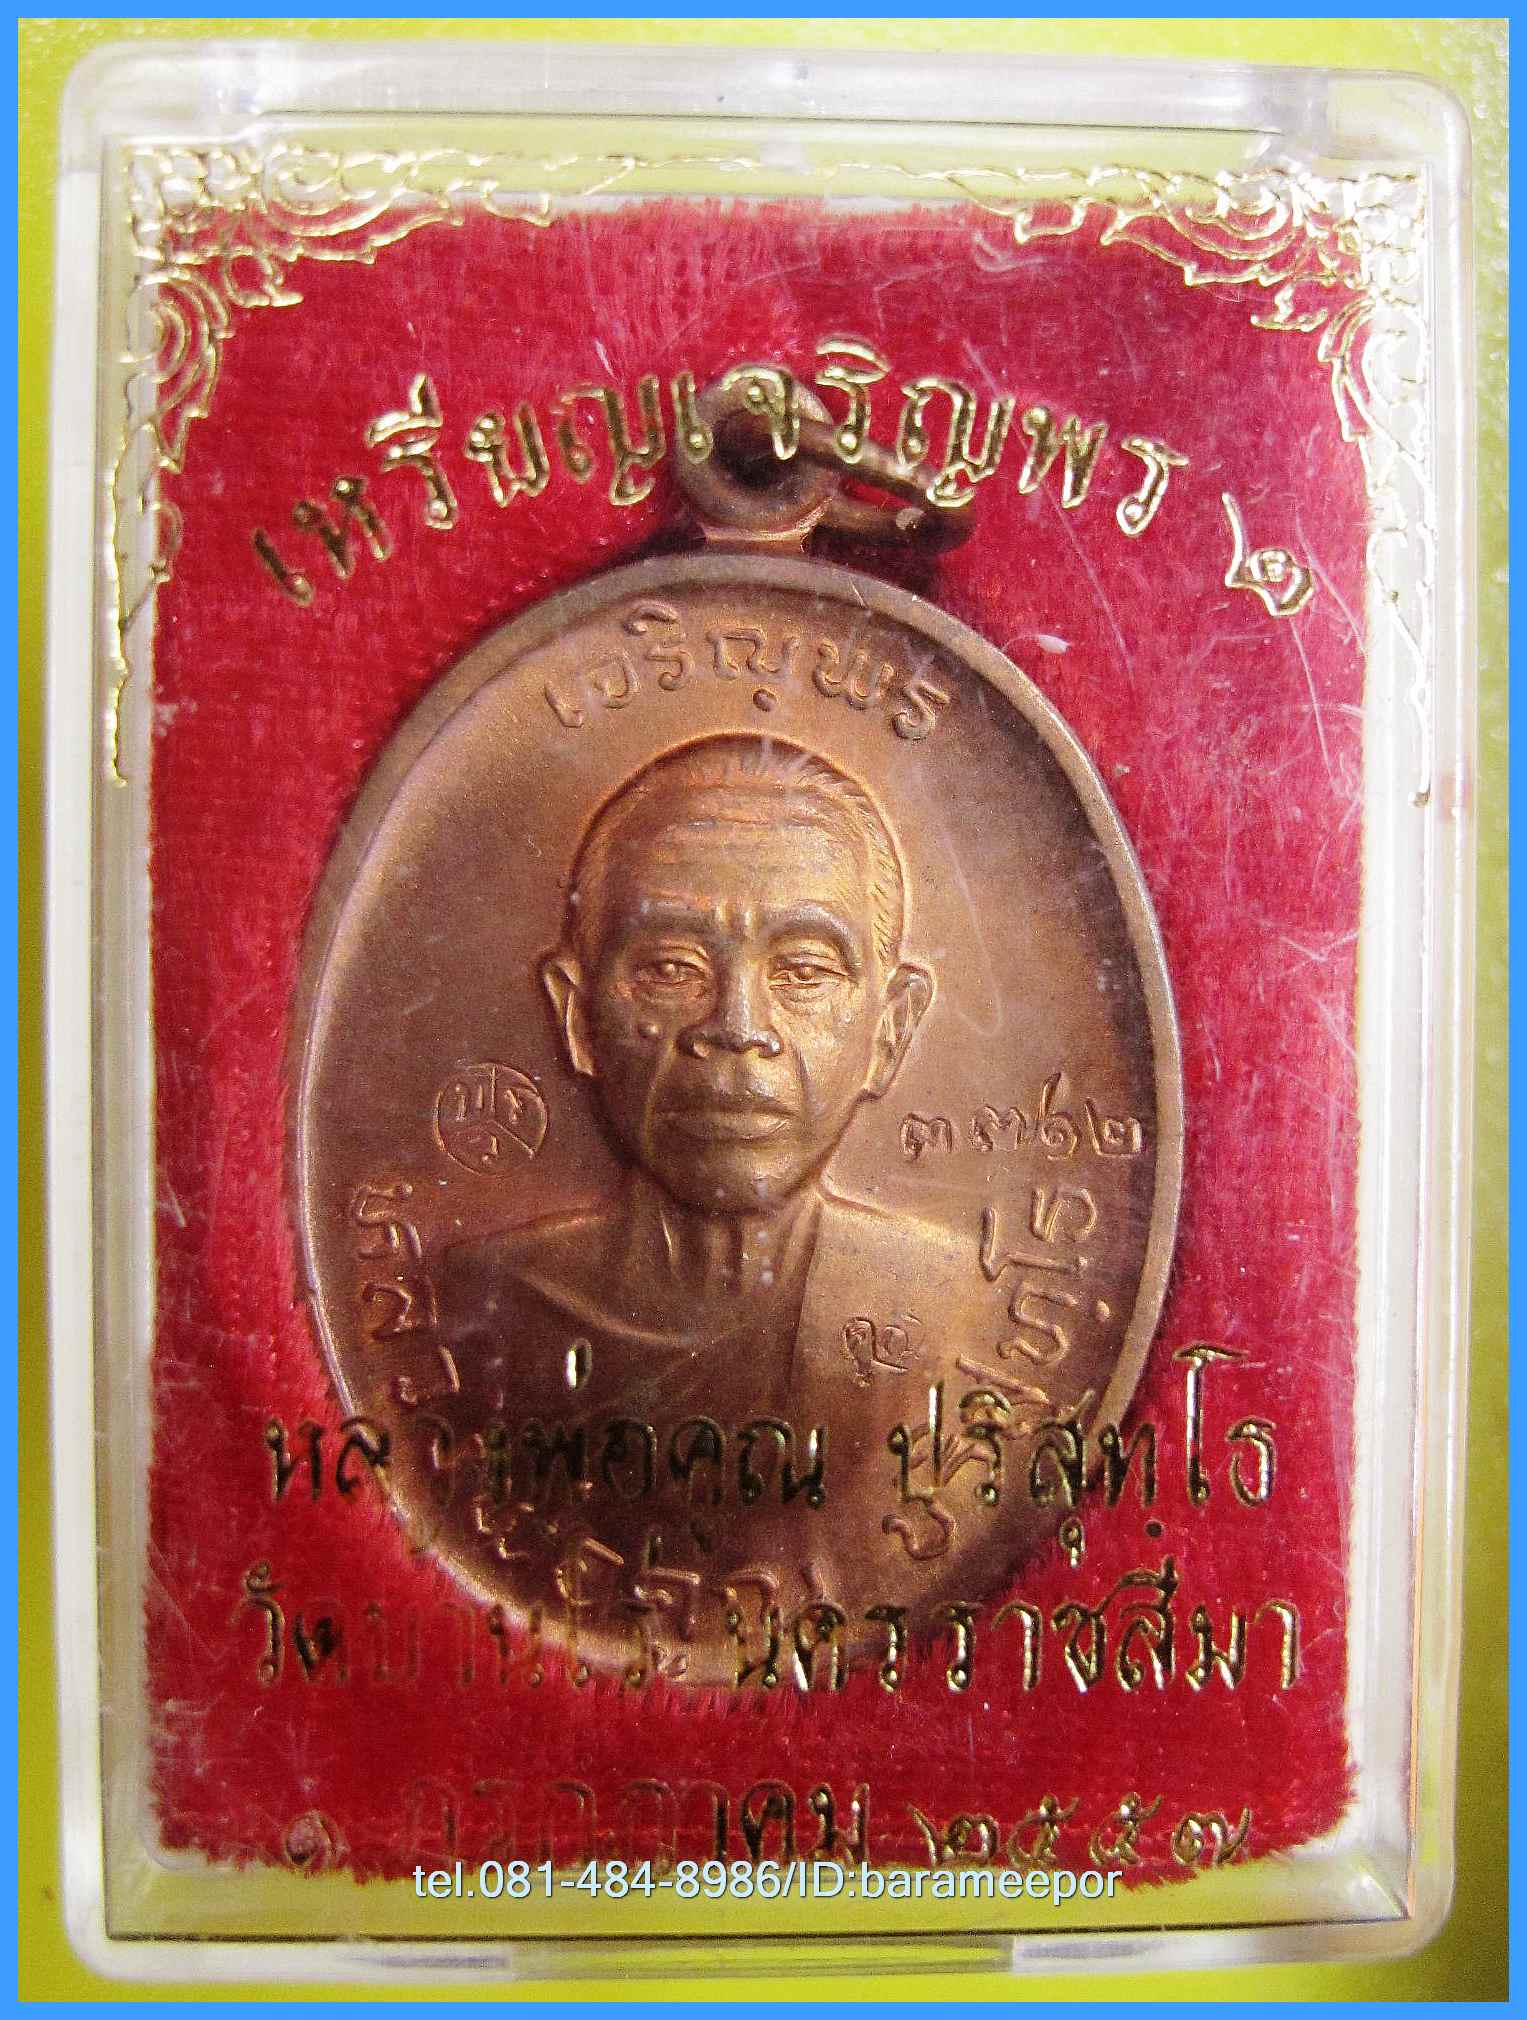 เหรียญเจริญพร ๒
เจริญพร
๓๗๑๒
คูณ
หลวงพ่อคูณ ปริสุทฺโธ
วัดบ้านไร่ นครราชสีมา
๑ กรกฎาคม ๒๕๕๗
tel.081-484-8986/ID:barameepor